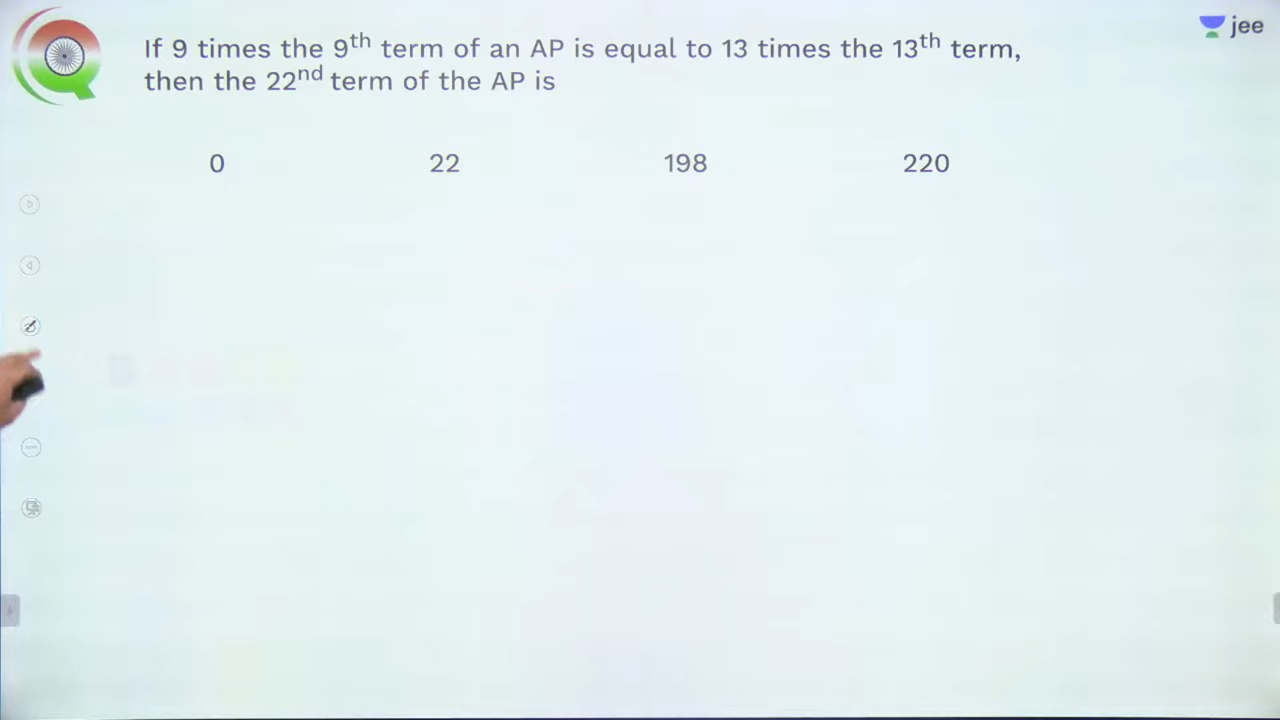 jee
If 9 times the 9th term of an AP is equal to 13 times the 13th term,
then the 22nd term of the AP is
0 22 198 220